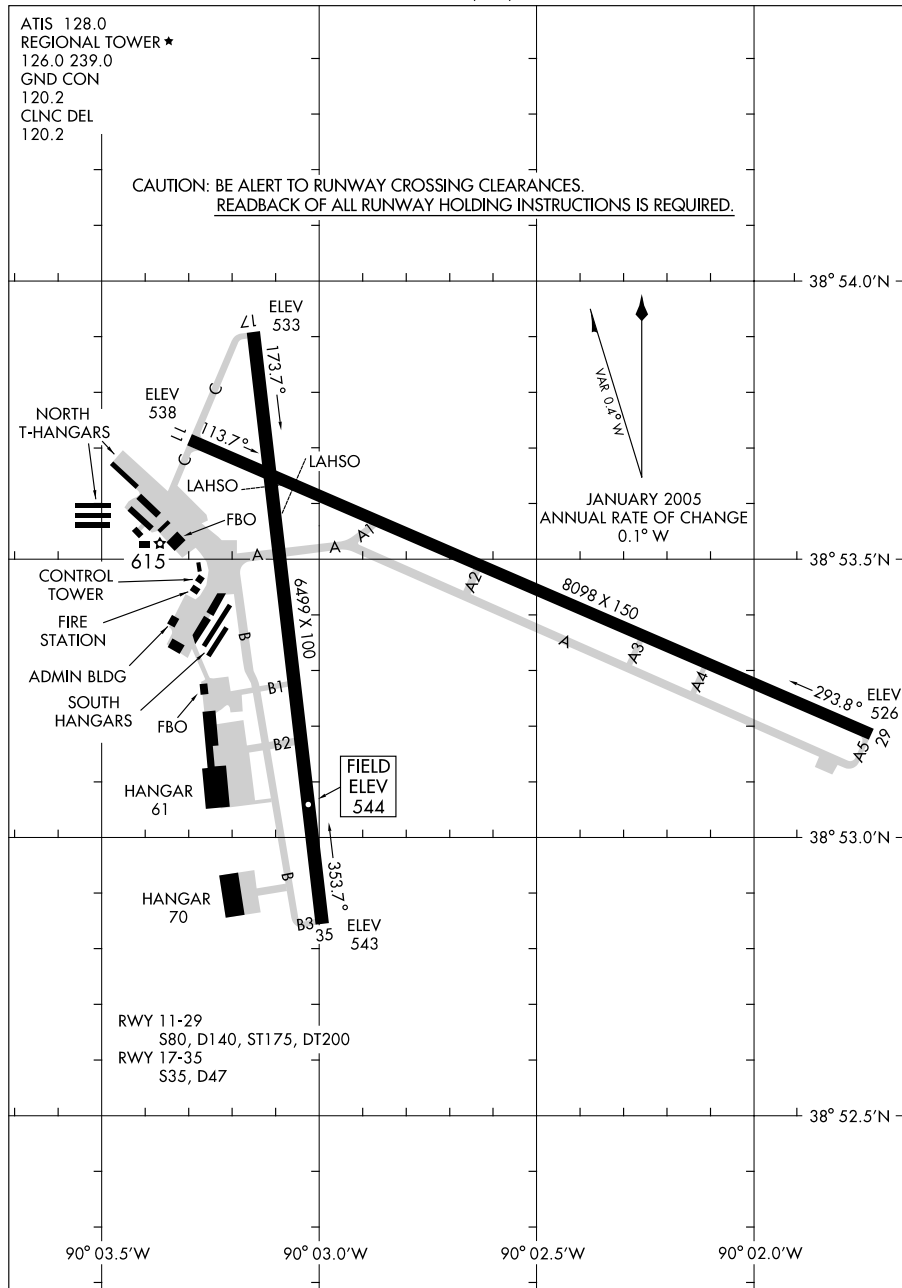 ATIS 128.0
REGIONAL TOWER ★
126.0 239.0
GND CON
120.2
CLNC DEL
120.2
CAUTION: BE ALERT TO RUNWAY CROSSING CLEARANCES.
READBACK OF ALL RUNWAY HOLDING INSTRUCTIONS IS REQUIRED.
38° 54.0'N
17
ELEV
533
173.7°
C
ELEV
538
11
113.7°
C
NORTH
T-HANGARS
LAHSO
LAHSO
VAR 0.4° W
JANUARY 2005
ANNUAL RATE OF CHANGE
0.1° W
FBO
615
A
A
A1
38° 53.5'N
CONTROL
TOWER
FIRE
STATION
ADMIN BLDG
SOUTH
HANGARS
FBO
B
6499 X 100
A2
8098 X 150
A
A3
A4
293.8°
ELEV
526
29
A5
B1
B2
FIELD
ELEV
544
HANGAR
61
38° 53.0'N
353.7°
HANGAR
70
B
B3
35
ELEV
543
RWY 11-29
S80, D140, ST175, DT200
RWY 17-35
S35, D47
38° 52.5'N
90° 03.5'W
90° 03.0'W
90° 02.5'W
90° 02.0'W